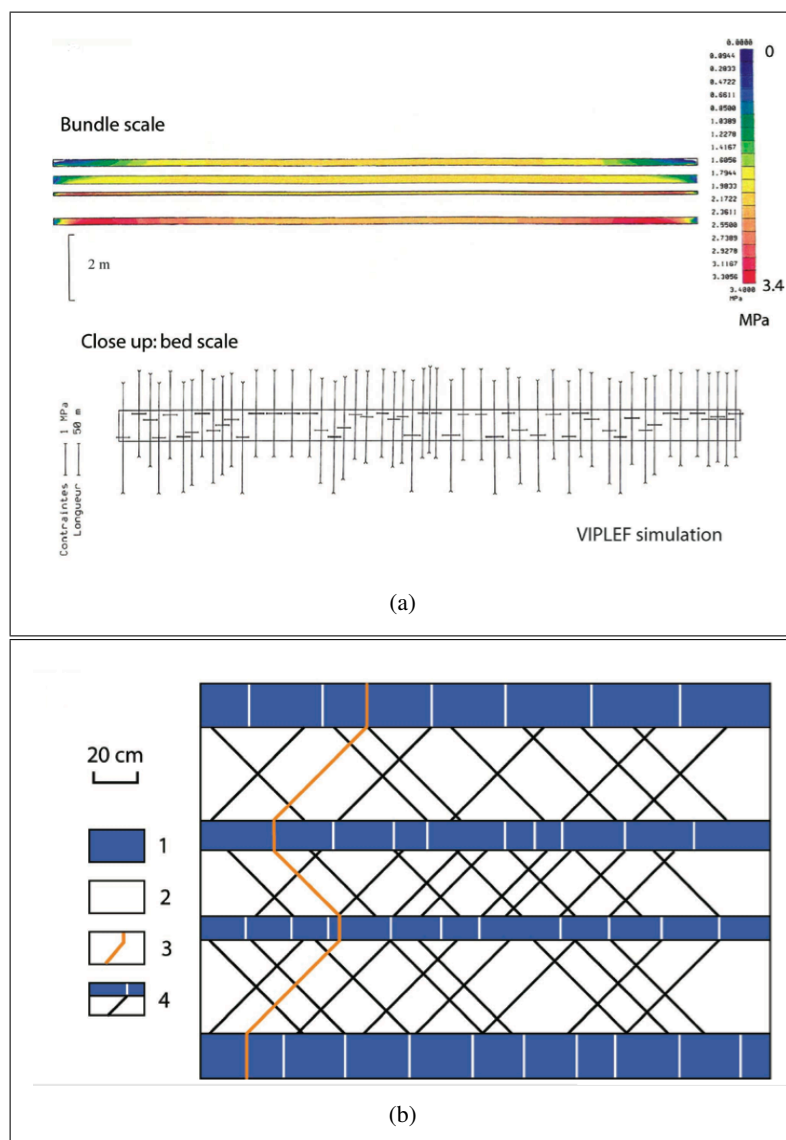 0.0000
0
0.0944
0.2833
0.4722
0.6611
0.8500
1.0389
1.2278
1.4167
1.6056
1.7944
1.9833
2.1722
2.3611
2.5500
2.7389
2.9278
3.1167
3.3056
3.4000
3.4
MPa
MPa
Bundle scale
2 m
Close up: bed scale
Contraintes 1 MPa
Longueur 50 m
VIPLEF simulation
(a)
20 cm
1
2
3
4
(b)